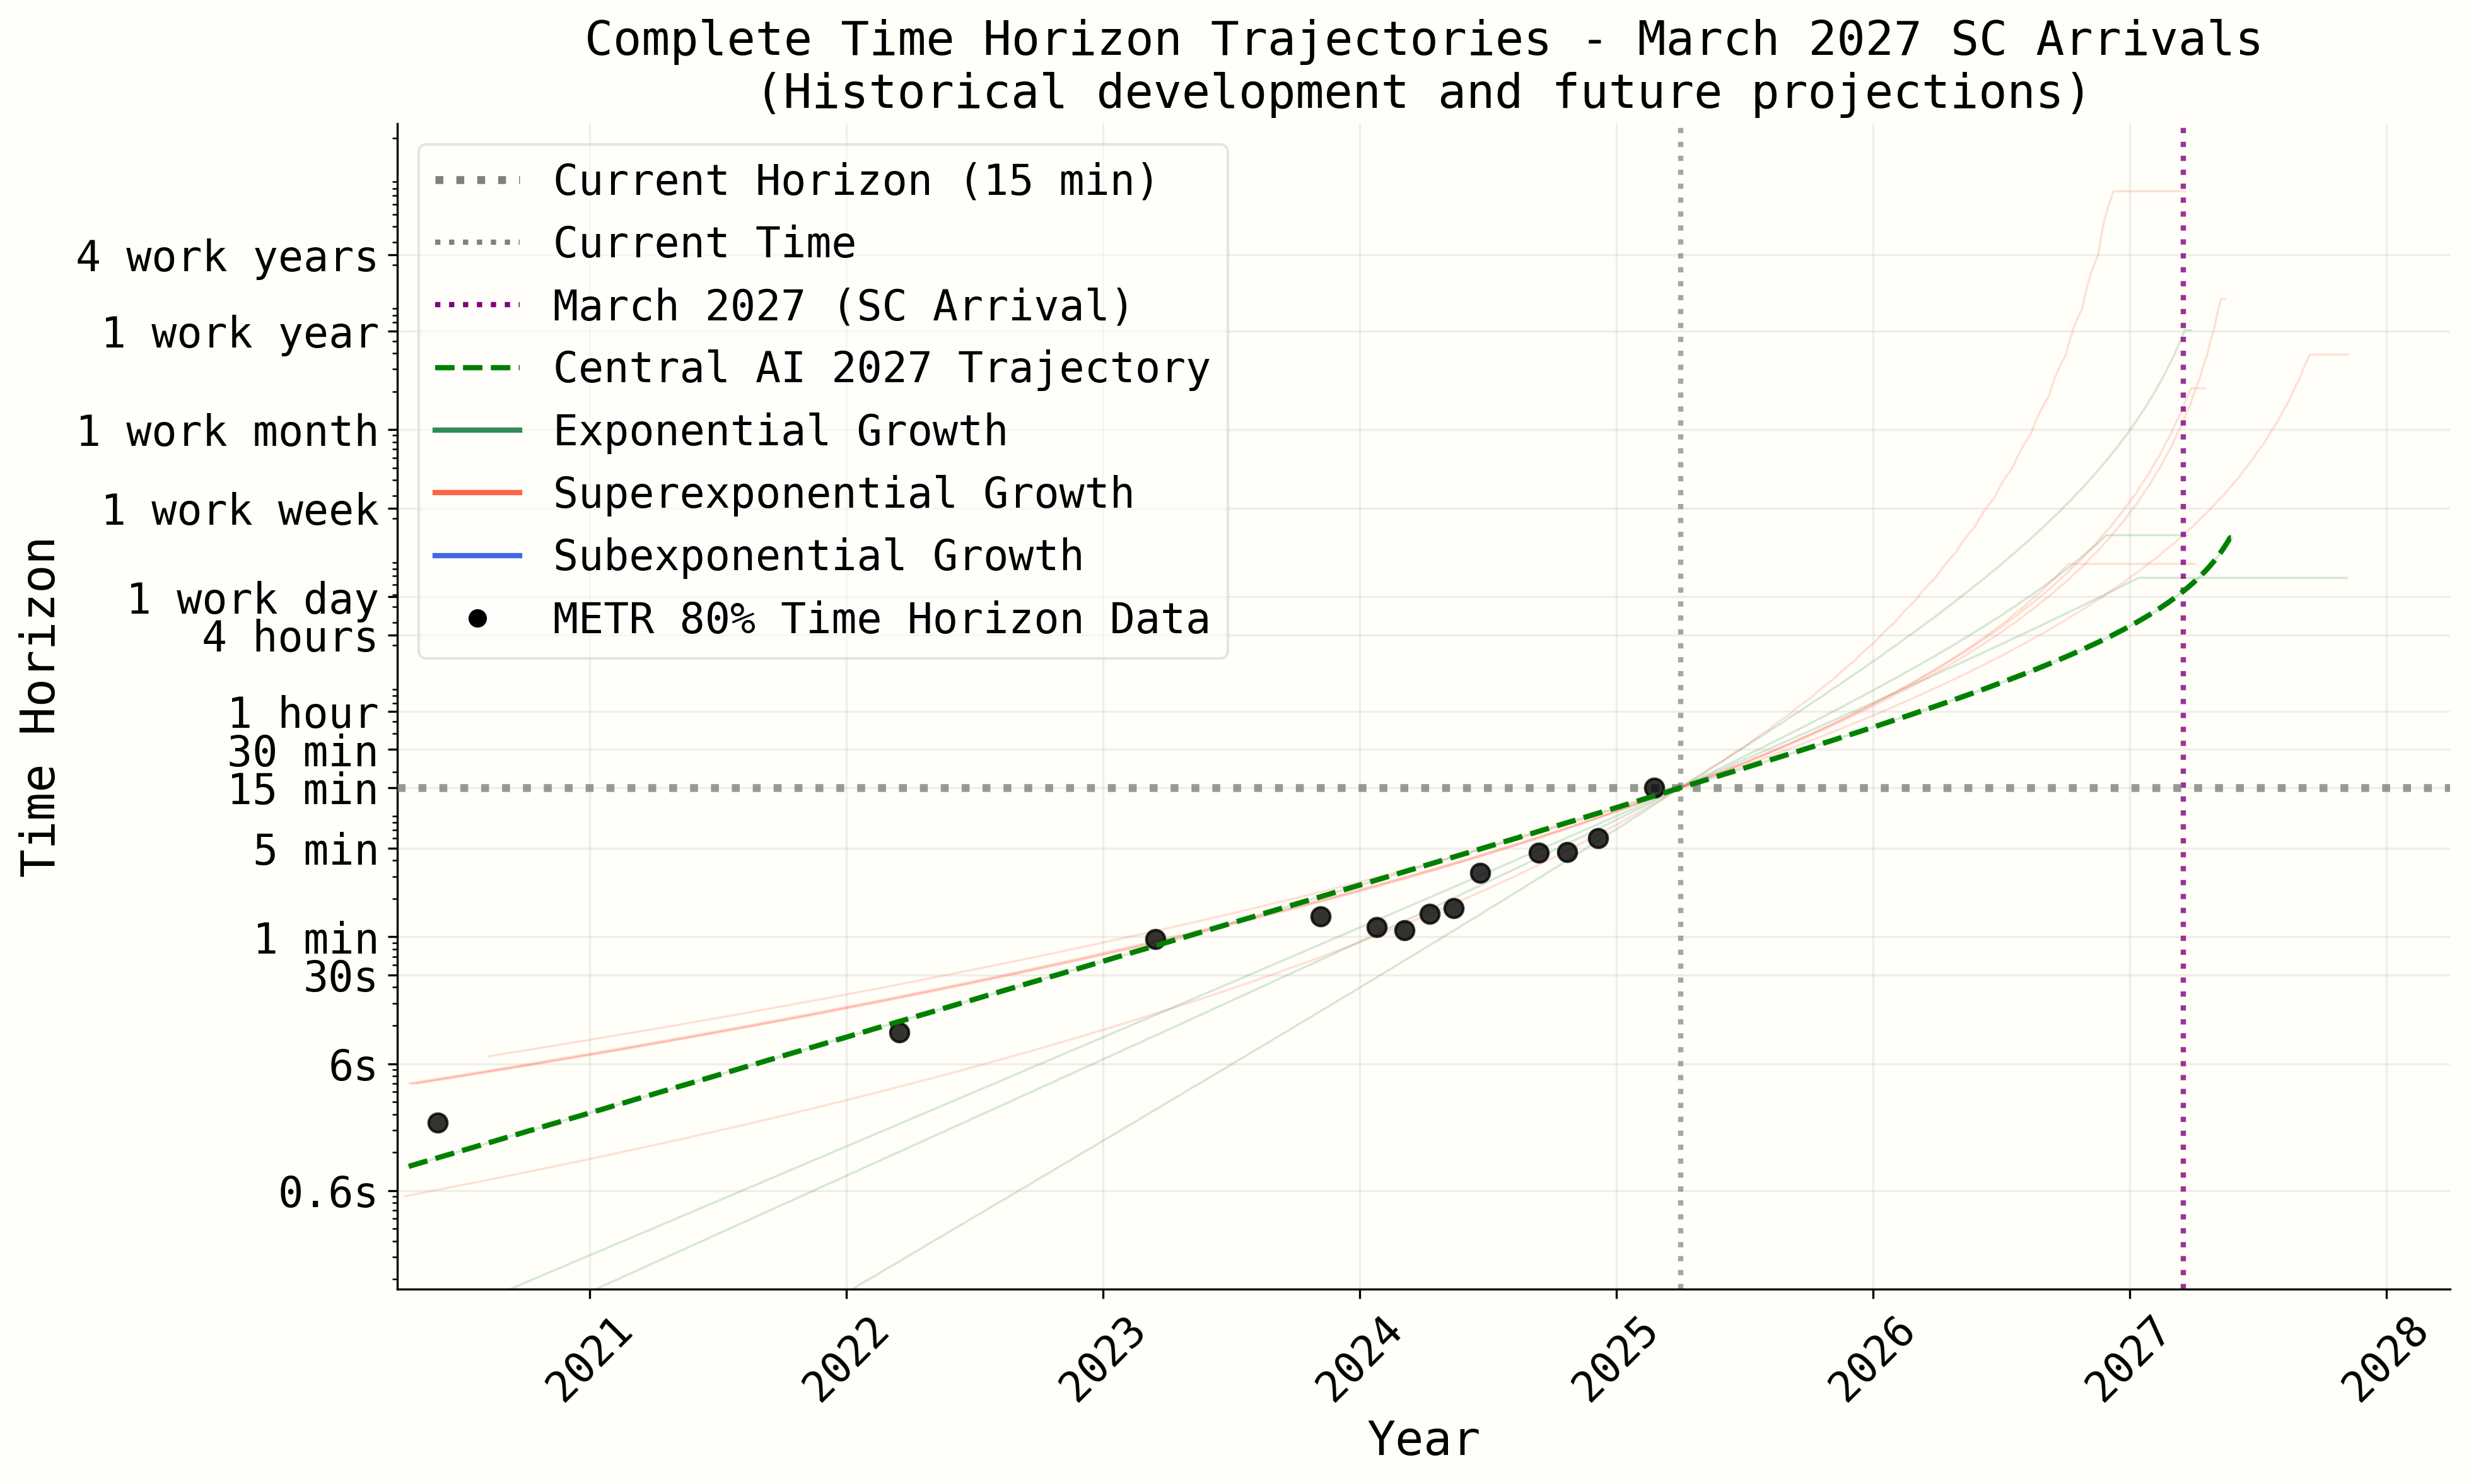 Complete Time Horizon Trajectories - March 2027 SC Arrivals
(Historical development and future projections)
Current Horizon (15 min)
Current Time
March 2027 (SC Arrival)
Central AI 2027 Trajectory
Exponential Growth
Superexponential Growth
Subexponential Growth
METR 80% Time Horizon Data
Time Horizon
4 work years
1 work year
1 work month
1 work week
1 work day
4 hours
1 hour
30 min
15 min
5 min
1 min
30s
6s
0.6s
2021
2022
2023
2024
2025
2026
2027
2028
Year